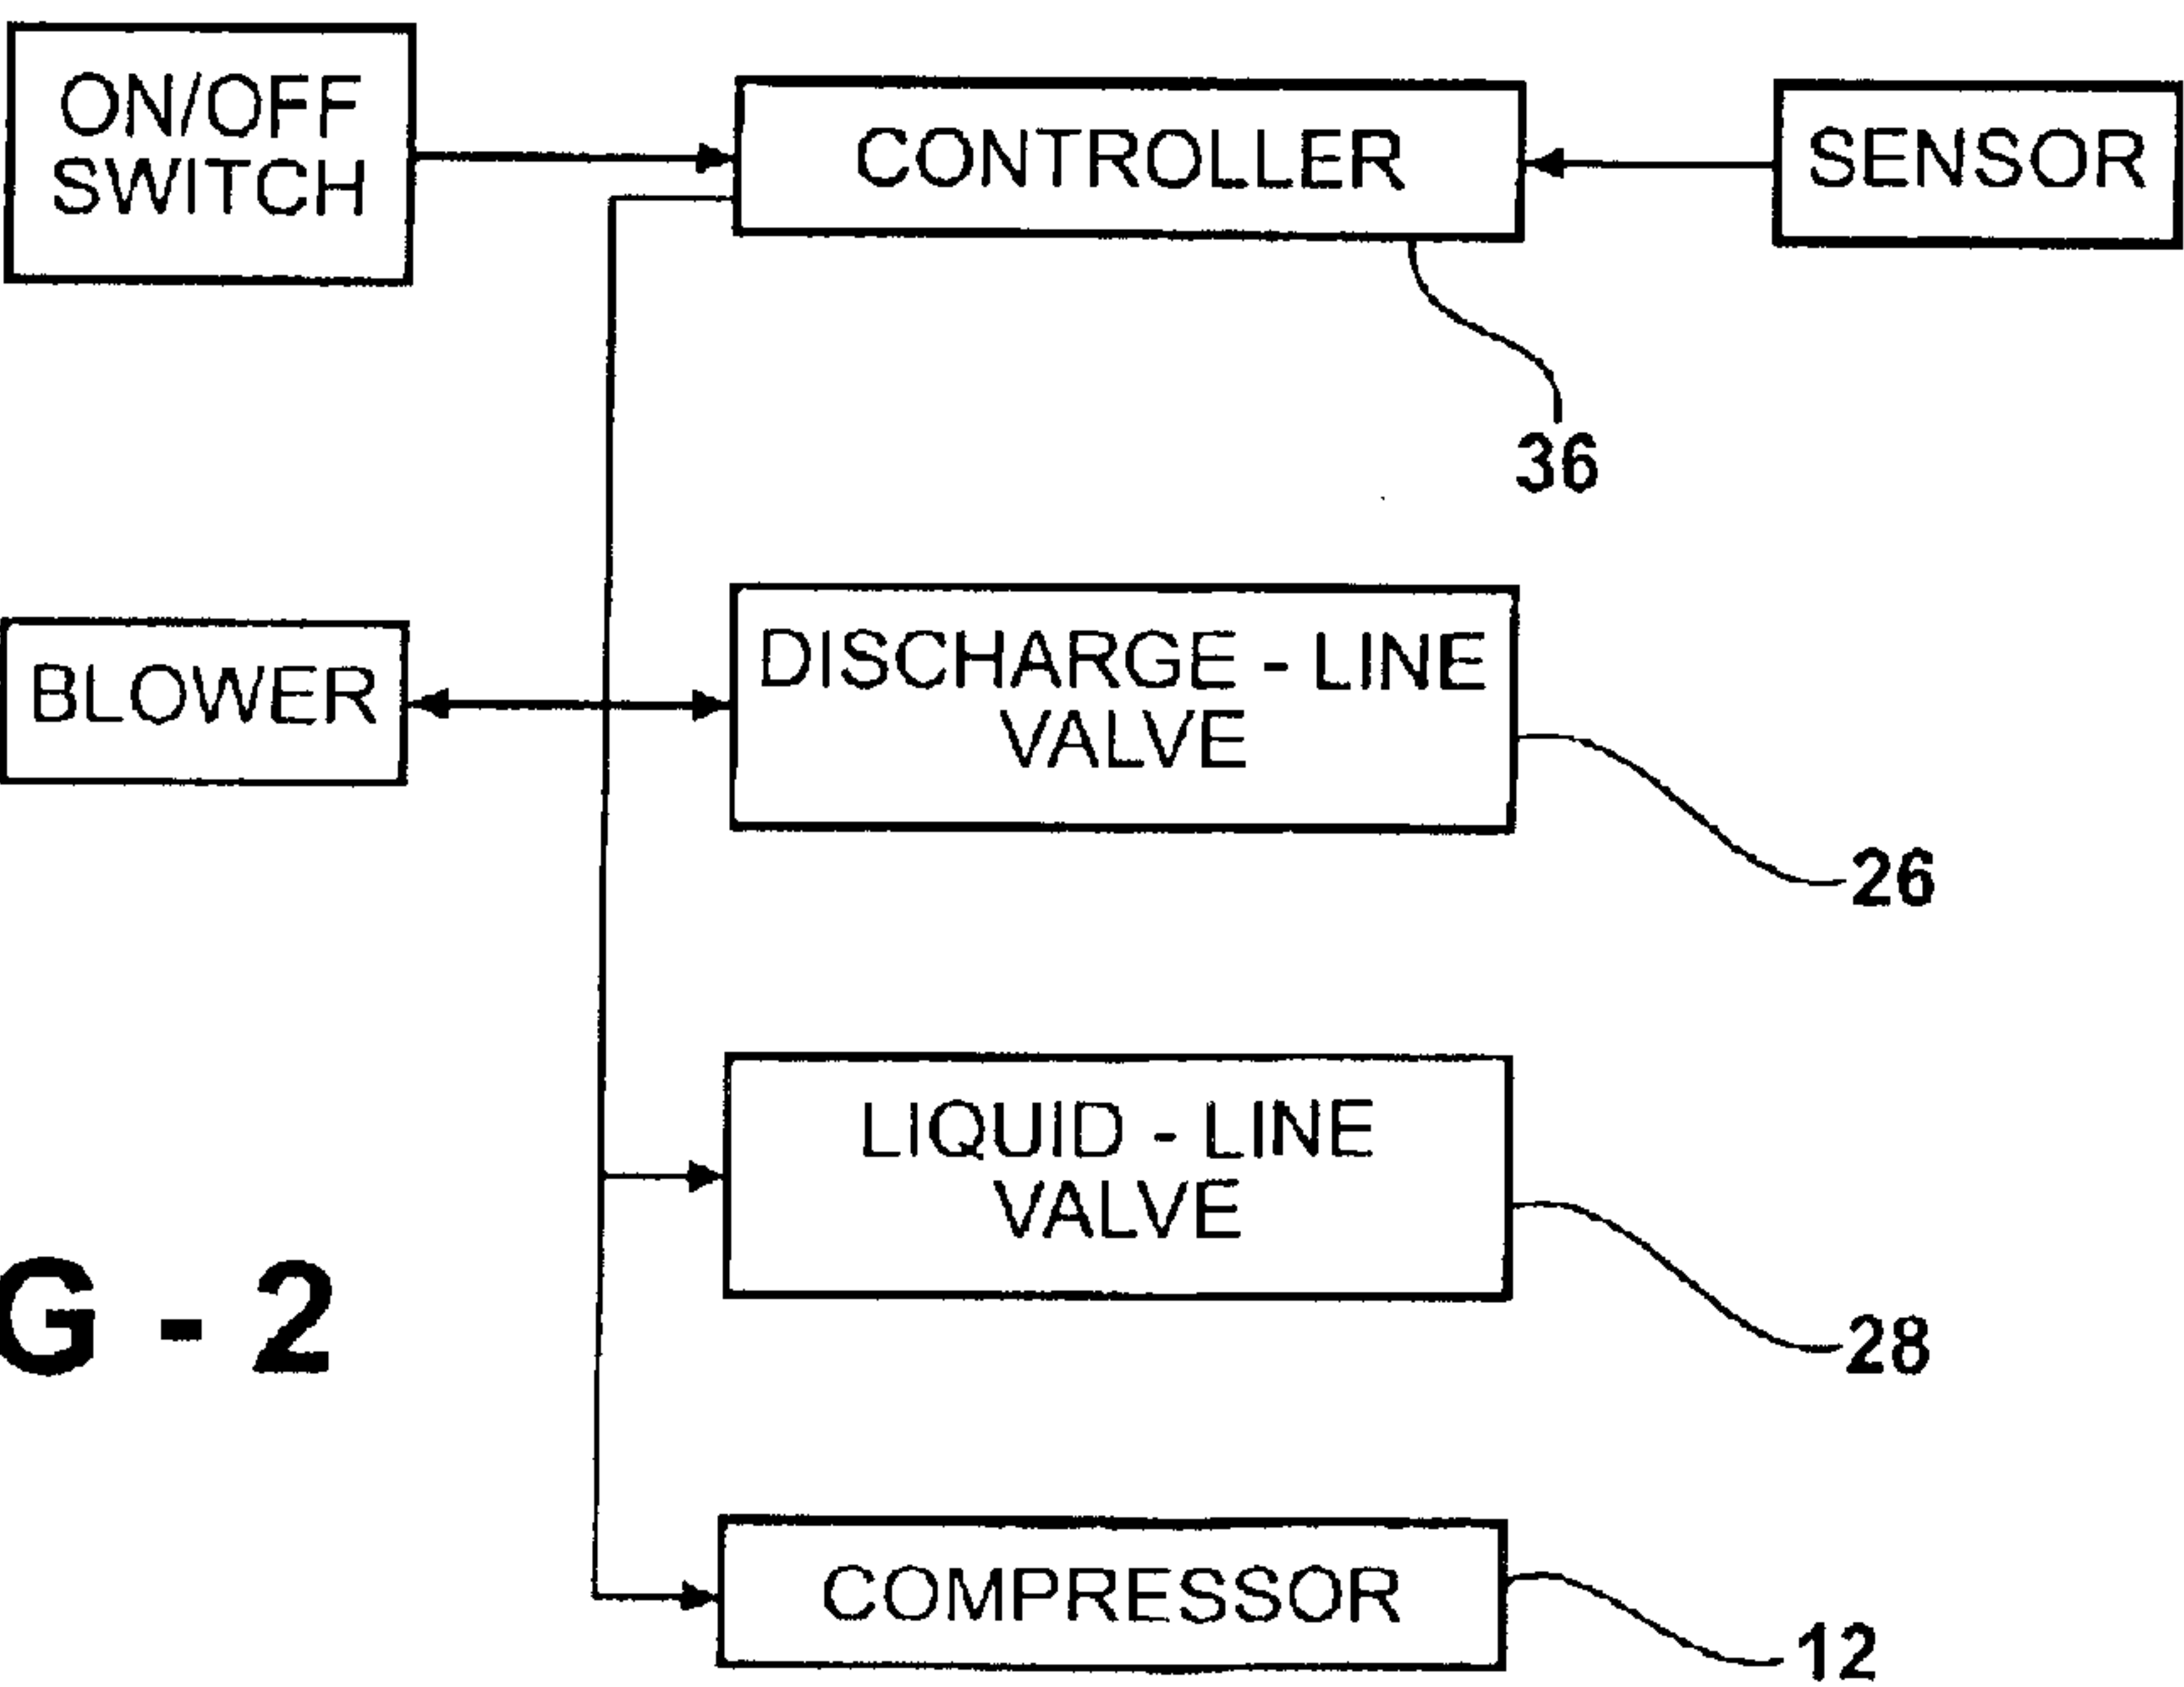 ON/OFF
SWITCH
CONTROLLER
SENSOR
36
BLOWER
DISCHARGE - LINE
VALVE
26
LIQUID - LINE
VALVE
28
G - 2
COMPRESSOR
12